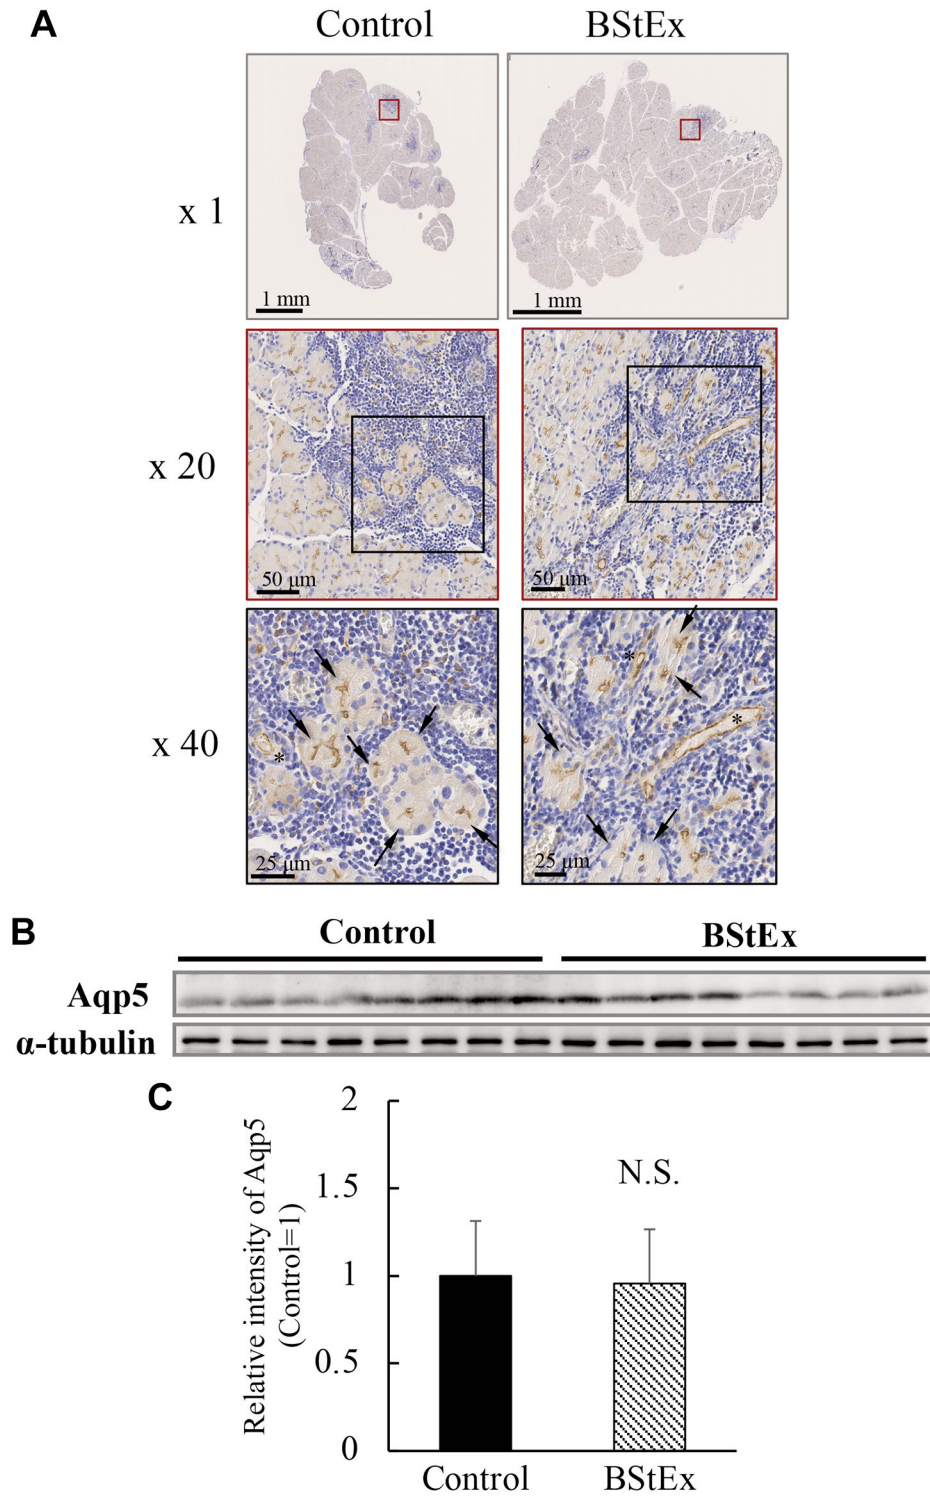 A
Control BStEx
x 1
1 mm 1 mm
x 20
50 μm 50 μm
x 40
* * *
25 μm 25 μm
B
Control BStEx
Aqp5
α-tubulin
C
Relative intensity of Aqp5
(Control=1)
2
1.5
1
0.5
0
N.S.
Control BStEx